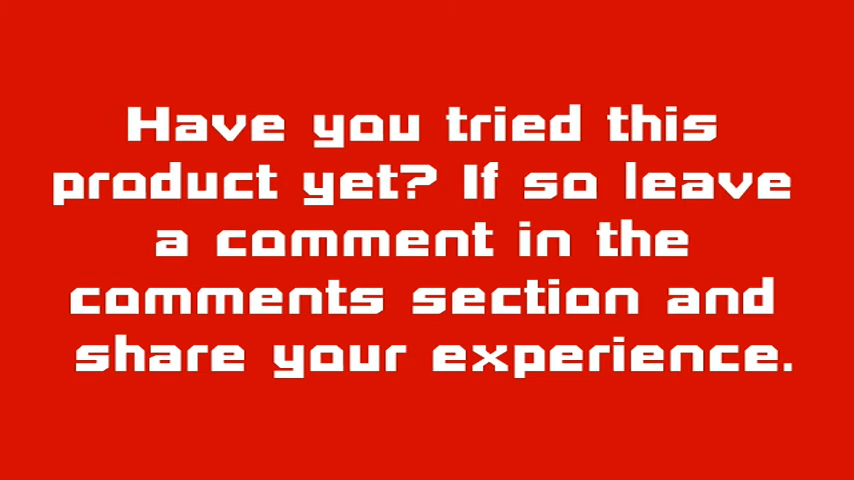 Have you tried this
product yet? If so leave
a comment in the
comments section and
share your experience.